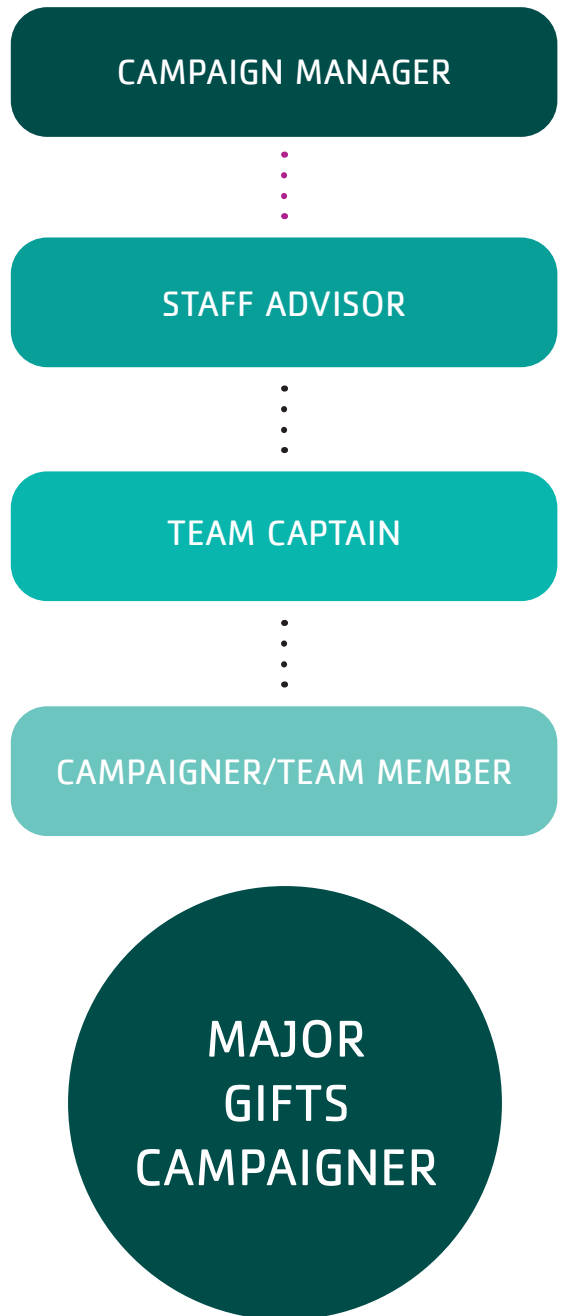 CAMPAIGN MANAGER
STAFF ADVISOR
TEAM CAPTAIN
CAMPAIGNER/TEAM MEMBER
MAJOR
GIFTS
CAMPAIGNER